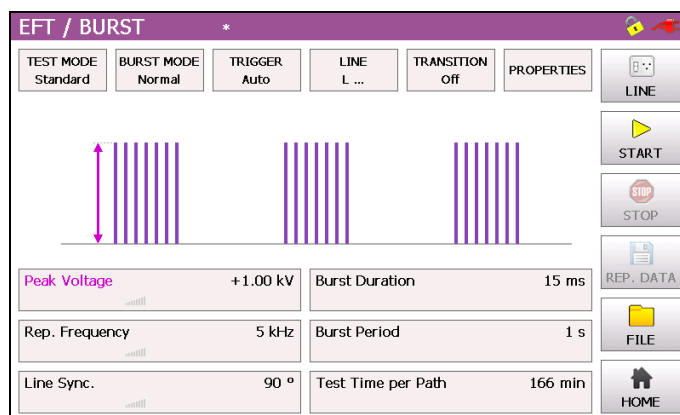 EFT / BURST *
TEST MODE
Standard
BURST MODE
Normal
TRIGGER
Auto
LINE
L ...
TRANSITION
Off
PROPERTIES
LINE
START
STOP
STOP
REP. DATA
FILE
HOME
Peak Voltage +1.00 kV
Burst Duration 15 ms
Rep. Frequency 5 kHz
Burst Period 1 s
Line Sync. 90 º
Test Time per Path 166 min